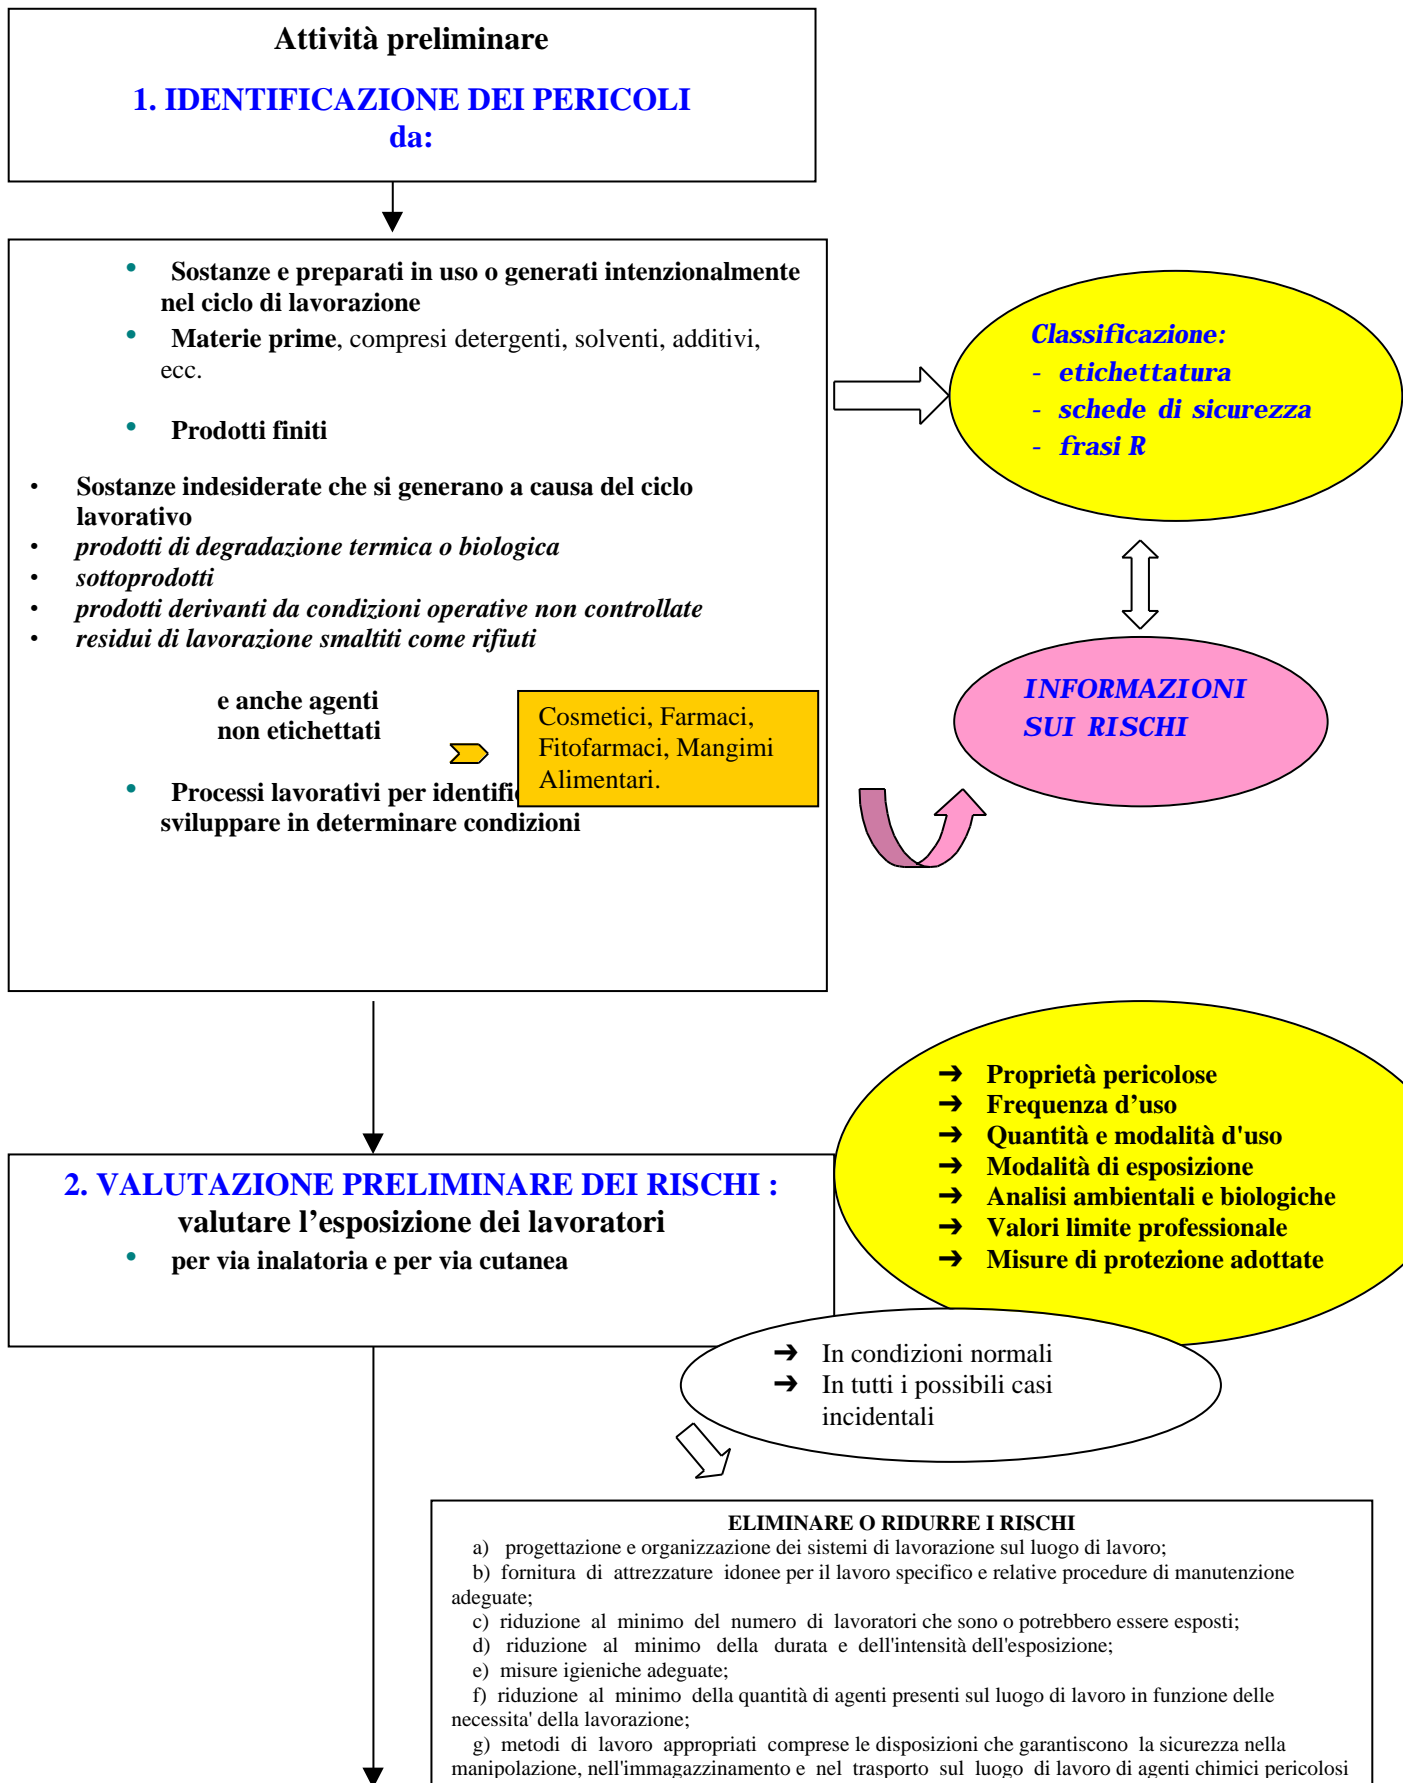 Attività preliminare
1. IDENTIFICAZIONE DEI PERICOLI
da:
• Sostanze e preparati in uso o generati intenzionalmente
nel ciclo di lavorazione
• Materie prime, compresi detergenti, solventi, additivi,
ecc.
• Prodotti finiti
• Sostanze indesiderate che si generano a causa del ciclo
lavorativo
• prodotti di degradazione termica o biologica
• sottoprodotti
• prodotti derivanti da condizioni operative non controllate
• residui di lavorazione smaltiti come rifiuti
e anche agenti
non etichettati
Cosmetici, Farmaci,
Fitofarmaci, Mangimi
Alimentari.
• Processi lavorativi per
sviluppare in determinare condizioni
Classificazione:
- etichettatura
- schede di sicurezza
- frasi R
INFORMAZIONI
SUI RISCHI
2. VALUTAZIONE PRELIMINARE DEI RISCHI :
valutare l’esposizione dei lavoratori
• per via inalatoria e per via cutanea
➔ Proprietà pericolose
➔ Frequenza d’uso
➔ Quantità e modalità d'uso
➔ Modalità di esposizione
➔ Analisi ambientali e biologiche
➔ Valori limite professionale
➔ Misure di protezione adottate
➔ In condizioni normali
➔ In tutti i possibili casi
incidentali
ELIMINARE O RIDURRE I RISCHI
a) progettazione e organizzazione dei sistemi di lavorazione sul luogo di lavoro;
b) fornitura di attrezzature idonee per il lavoro specifico e relative procedure di manutenzione
adeguate;
c) riduzione al minimo del numero di lavoratori che sono o potrebbero essere esposti;
d) riduzione al minimo della durata e dell'intensità dell'esposizione;
e) misure igieniche adeguate;
f) riduzione al minimo della quantità di agenti presenti sul luogo di lavoro in funzione delle
necessita' della lavorazione;
g) metodi di lavoro appropriati comprese le disposizioni che garantiscono la sicurezza nella
manipolazione, nell'immagazzinamento e nel trasporto sul luogo di lavoro di agenti chimici pericolosi